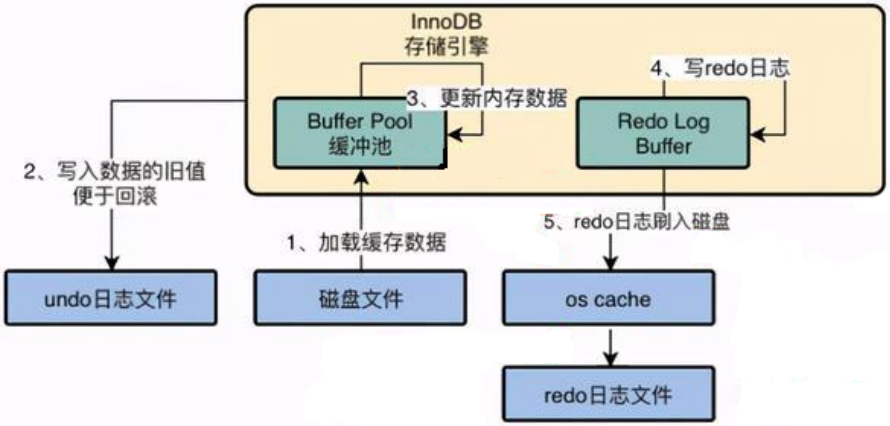 InnoDB
存储引擎
4、写redo日志
3、更新内存数据
Buffer Pool
缓冲池
Redo Log
Buffer
2、写入数据的旧值
便于回滚
5、redo日志刷入磁盘
1、加载缓存数据
undo日志文件
磁盘文件
os cache
redo日志文件